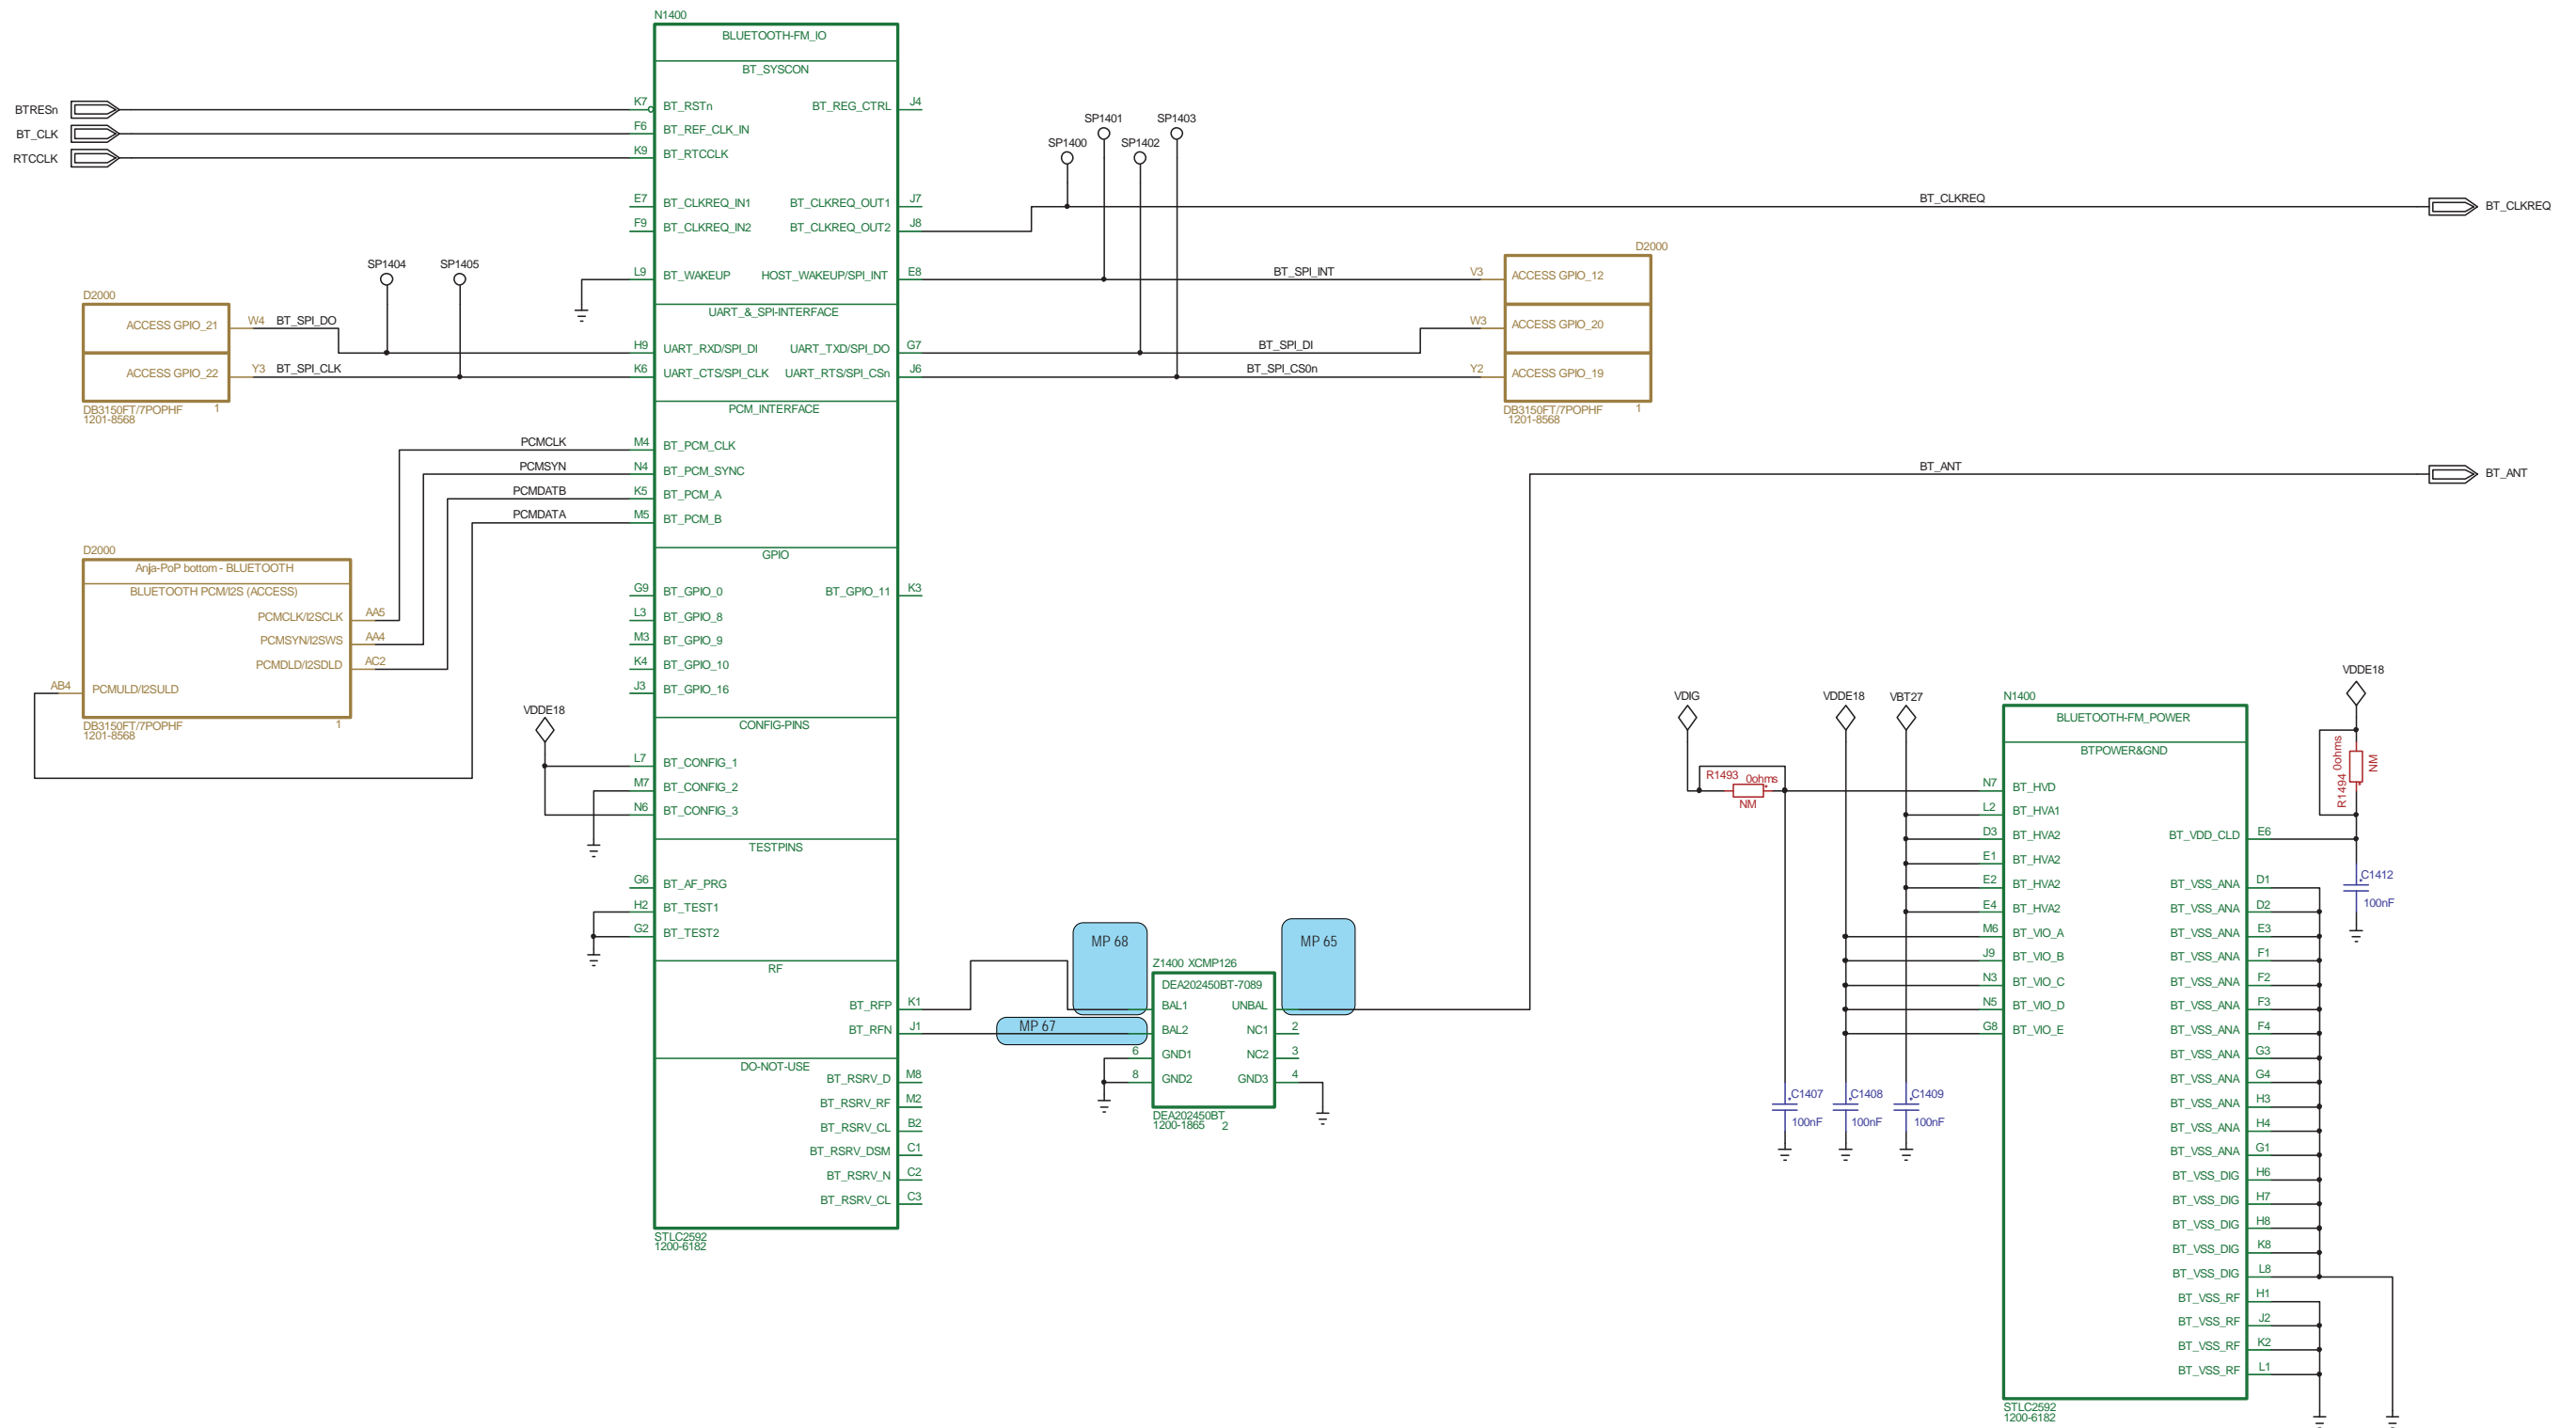 N1400
BLUETOOTH-FM_IO
BT_SYSCON
BTRESn
K7
BT_RSTn
BT_REG_CTRL
J4
BT_CLK
F6
BT_REF_CLK_IN
RTCCLK
K9
BT_RTCCLK
SP1400
SP1401
SP1402
SP1403
E7
BT_CLKREQ_IN1
BT_CLKREQ_OUT1
J7
BT_CLKREQ
BT_CLKREQ
F9
BT_CLKREQ_IN2
BT_CLKREQ_OUT2
J8
L9
BT_WAKEUP
HOST_WAKEUP/SPI_INT
E8
BT_SPI_INT
V3
D2000
ACCESS GPIO_12
W3
ACCESS GPIO_20
Y2
ACCESS GPIO_19
DB3150FT/7POPHF
1
1201-8568
SP1404
SP1405
D2000
ACCESS GPIO_21
W4
BT_SPI_DO
ACCESS GPIO_22
Y3
BT_SPI_CLK
DB3150FT/7POPHF
1
1201-8568
UART_&_SPI-INTERFACE
H9
UART_RXD/SPI_DI
UART_TXD/SPI_DO
G7
BT_SPI_DI
K6
UART_CTS/SPI_CLK
UART_RTS/SPI_CSn
J6
BT_SPI_CS0n
PCM_INTERFACE
PCMCLK
M4
BT_PCM_CLK
PCMSYN
N4
BT_PCM_SYNC
PCMDATB
K5
BT_PCM_A
PCMDATA
M5
BT_PCM_B
BT_ANT
BT_ANT
D2000
Anja-PoP bottom - BLUETOOTH
BLUETOOTH PCM/I2S (ACCESS)
PCMCLK/I2SCLK
AA5
PCMSYN/I2SWS
AA4
PCMDLD/I2SDLD
AC2
AB4
PCMULD/I2SULD
DB3150FT/7POPHF
1
1201-8568
GPIO
G9
BT_GPIO_0
BT_GPIO_11
K3
L3
BT_GPIO_8
M3
BT_GPIO_9
K4
BT_GPIO_10
J3
BT_GPIO_16
VDDE18
CONFIG-PINS
L7
BT_CONFIG_1
M7
BT_CONFIG_2
N6
BT_CONFIG_3
TESTPINS
G6
BT_AF_PRG
H2
BT_TEST1
G2
BT_TEST2
RF
BT_RFP
K1
BT_RFN
J1
DO-NOT-USE
BT_RSRV_D
M8
BT_RSRV_RF
M2
BT_RSRV_CL
B2
BT_RSRV_DSM
C1
BT_RSRV_N
C2
BT_RSRV_CL
C3
STLC2592
1200-6182
MP 68
MP 65
MP 67
Z1400 XCMP126
DEA202450BT-7089
BAL1
UNBAL
BAL2
NC1
2
6
GND1
NC2
3
8
GND2
GND3
4
DEA202450BT
1200-1865
2
VDIG
VDDE18
VBT27
R1493
0ohms
NM
C1407
100nF
C1408
100nF
C1409
100nF
N1400
BLUETOOTH-FM_POWER
BTPOWER&GND
N7
BT_HVD
L2
BT_HVA1
D3
BT_HVA2
E1
BT_HVA2
E2
BT_HVA2
E4
BT_HVA2
M6
BT_VIO_A
J9
BT_VIO_B
N3
BT_VIO_C
N5
BT_VIO_D
G8
BT_VIO_E
BT_VDD_CLD
E6
BT_VSS_ANA
D1
BT_VSS_ANA
D2
BT_VSS_ANA
E3
BT_VSS_ANA
F1
BT_VSS_ANA
F2
BT_VSS_ANA
F3
BT_VSS_ANA
F4
BT_VSS_ANA
G3
BT_VSS_ANA
G4
BT_VSS_ANA
H3
BT_VSS_ANA
H4
BT_VSS_ANA
G1
BT_VSS_DIG
H6
BT_VSS_DIG
H7
BT_VSS_DIG
H8
BT_VSS_DIG
K8
BT_VSS_DIG
L8
BT_VSS_RF
H1
BT_VSS_RF
J2
BT_VSS_RF
K2
BT_VSS_RF
L1
STLC2592
1200-6182
VDDE18
R1494
0ohms
NM
C1412
100nF